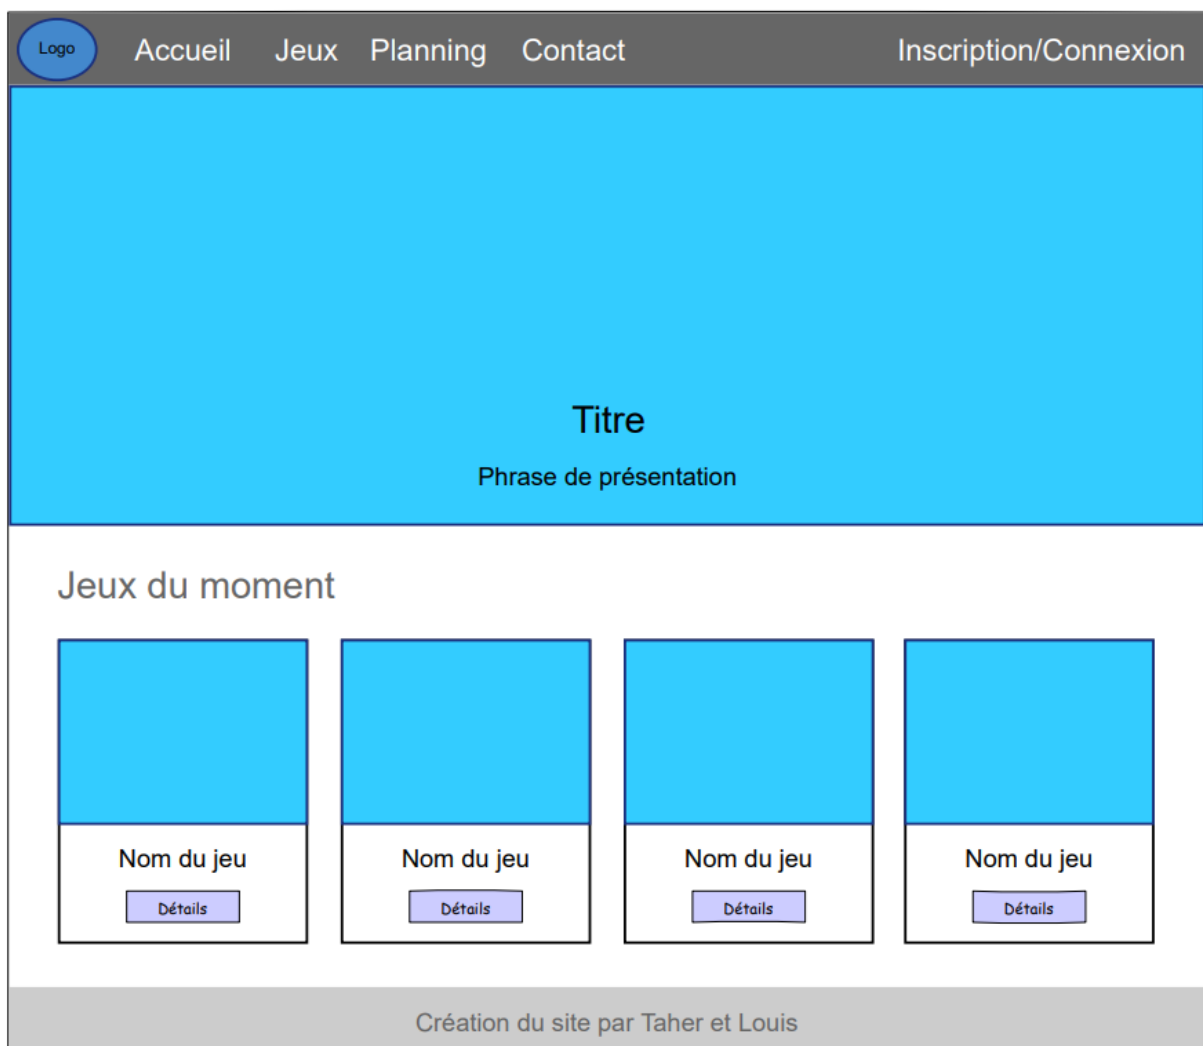 Logo Accueil Jeux Planning Contact Inscription/Connexion
Titre
Phrase de présentation
Jeux du moment
Nom du jeu Nom du jeu Nom du jeu Nom du jeu
Détails Détails Détails Détails
Création du site par Taher et Louis